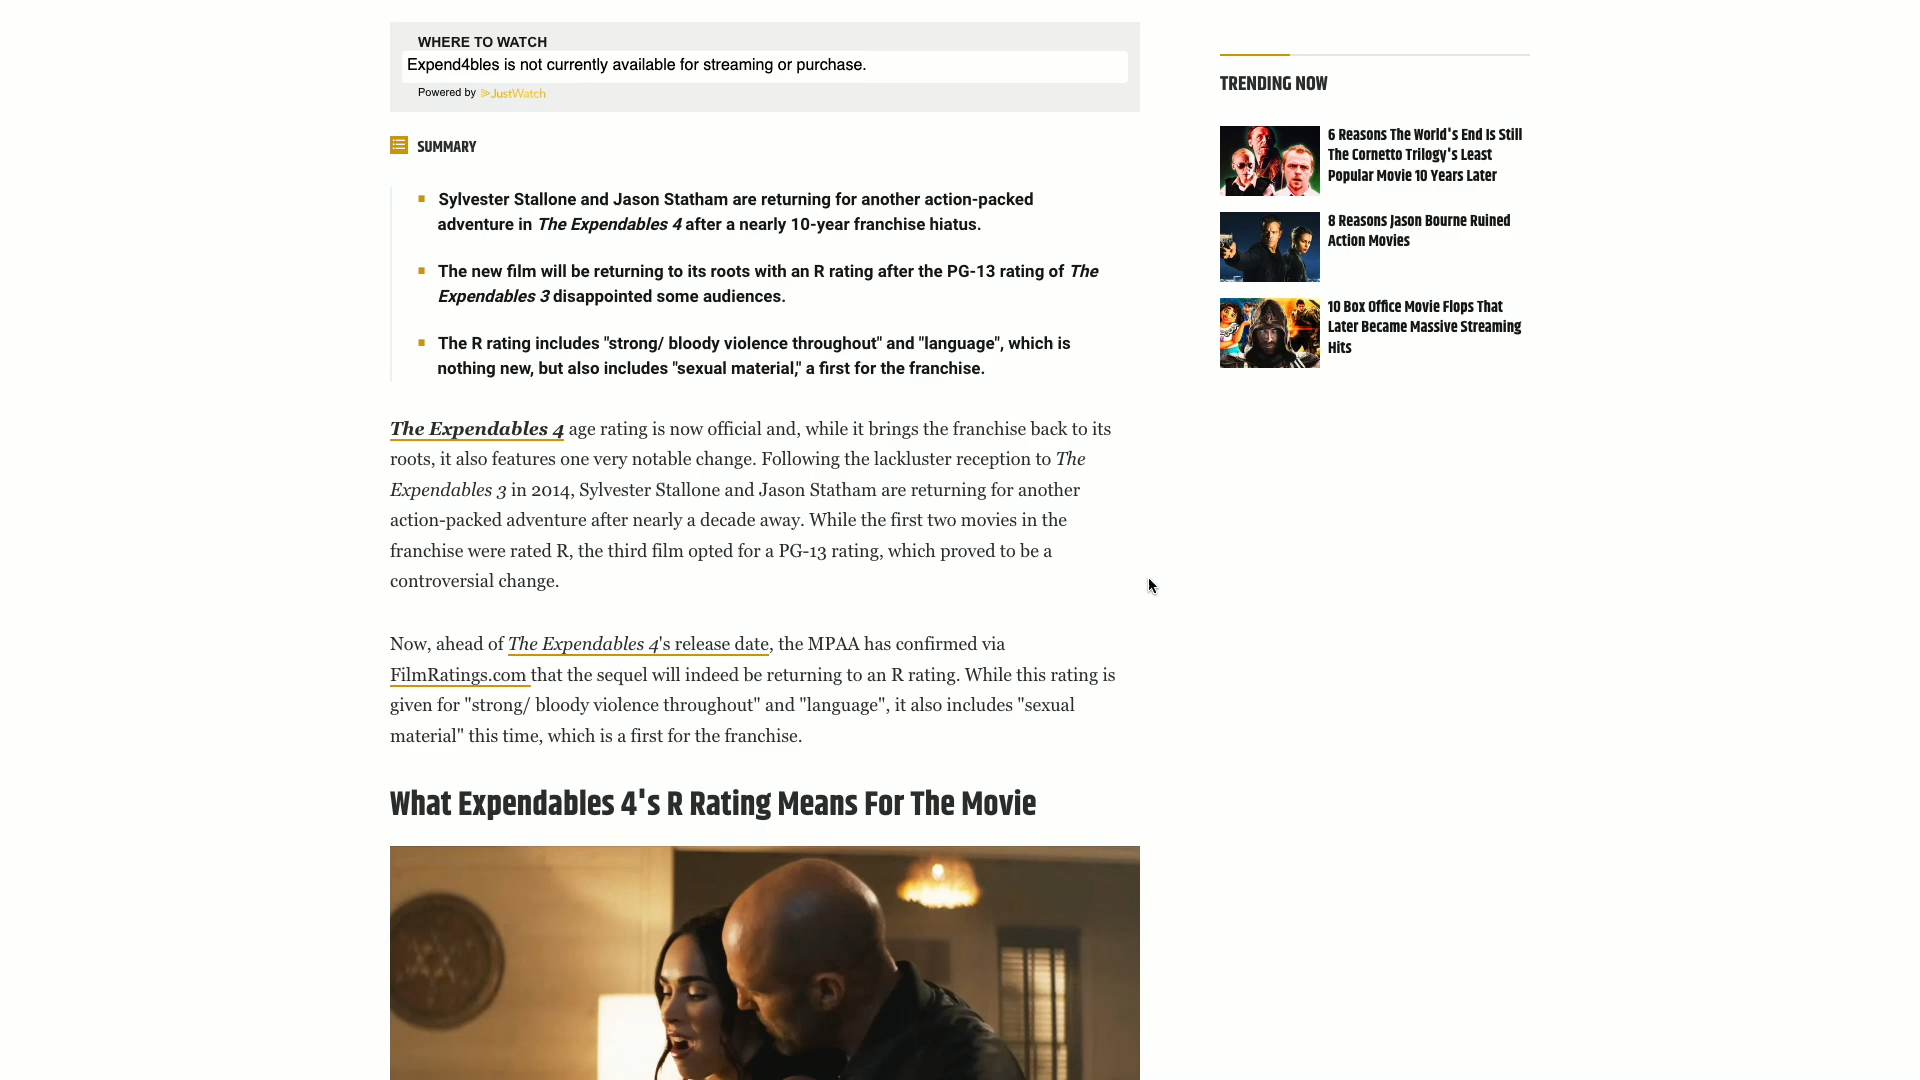 WHERE TO WATCH
Expend4bles is not currently available for streaming or purchase.
Powered by JustWatch
SUMMARY
Sylvester Stallone and Jason Statham are returning for another action-packed
adventure in The Expendables 4 after a nearly 10-year franchise hiatus.
The new film will be returning to its roots with an R rating after the PG-13 rating of The
Expendables 3 disappointed some audiences.
The R rating includes "strong/ bloody violence throughout" and "language", which is
nothing new, but also includes "sexual material," a first for the franchise.
The Expendables 4 age rating is now official and, while it brings the franchise back to its
roots, it also features one very notable change. Following the lackluster reception to The
Expendables 3 in 2014, Sylvester Stallone and Jason Statham are returning for another
action-packed adventure after nearly a decade away. While the first two movies in the
franchise were rated R, the third film opted for a PG-13 rating, which proved to be a
controversial change.
Now, ahead of The Expendables 4's release date, the MPAA has confirmed via
FilmRatings.com that the sequel will indeed be returning to an R rating. While this rating is
given for "strong/ bloody violence throughout" and "language", it also includes "sexual
material" this time, which is a first for the franchise.
What Expendables 4's R Rating Means For The Movie
TRENDING NOW
6 Reasons The World's End Is Still
The Cornetto Trilogy's Least
Popular Movie 10 Years Later
8 Reasons Jason Bourne Ruined
Action Movies
10 Box Office Movie Flops That
Later Became Massive Streaming
Hits